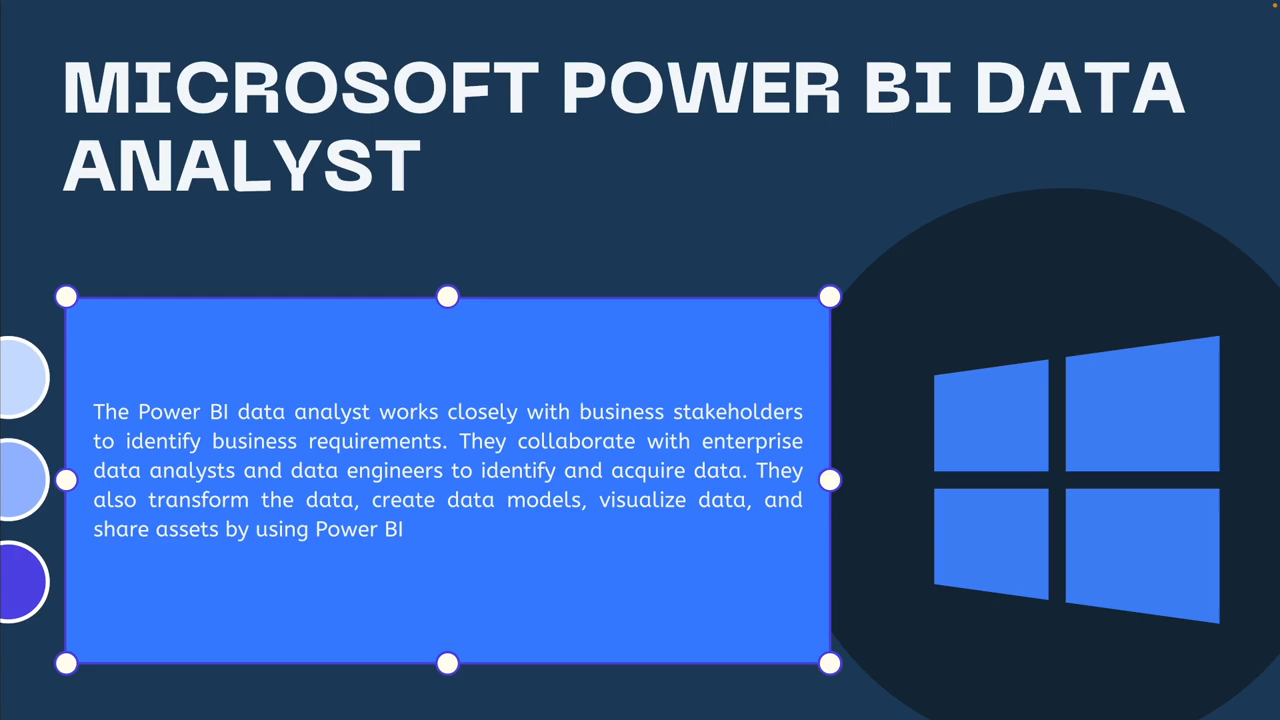 MICROSOFT POWER BI DATA
ANALYST
The Power BI data analyst works closely with business stakeholders
to identify business requirements. They collaborate with enterprise
data analysts and data engineers to identify and acquire data. They
also transform the data, create data models, visualize data, and
share assets by using Power BI